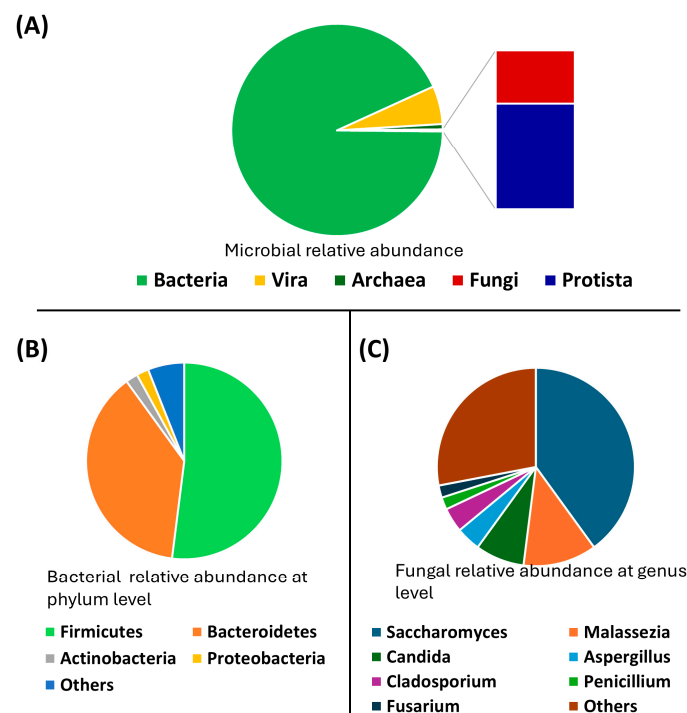 (A)
Microbial relative abundance
Bacteria Vira Archaea Fungi Protista
(B)
Bacterial relative abundance at
phylum level
Firmicutes Bacteroidetes
Actinobacteria Proteobacteria
Others
(C)
Fungal relative abundance at genus
level
Saccharomyces Malassezia
Candida Aspergillus
Cladosporium Penicillium
Fusarium Others